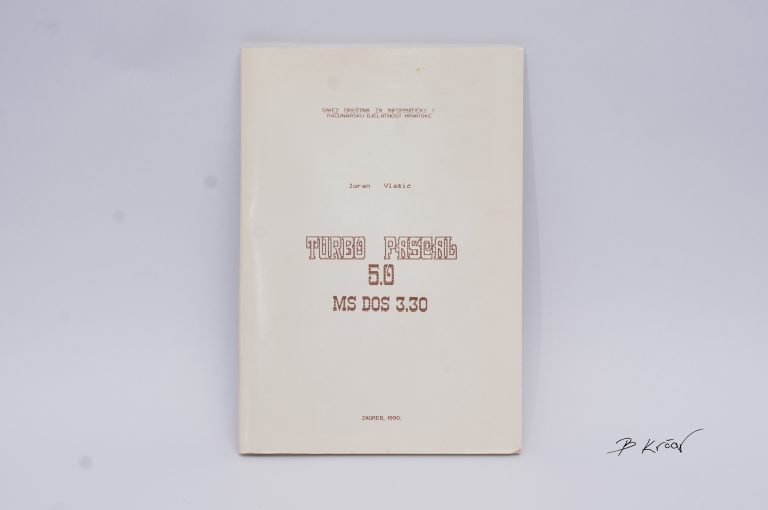 SAVEZ DRUŠTAVA ZA INFORMATIČKU I
RAČUNARSKU DJELATNOST HRVATSKE
Zoran Vlašić
TURBO PASCAL
5.0
MS DOS 3.30
ZAGREB, 1990.
B Krčar